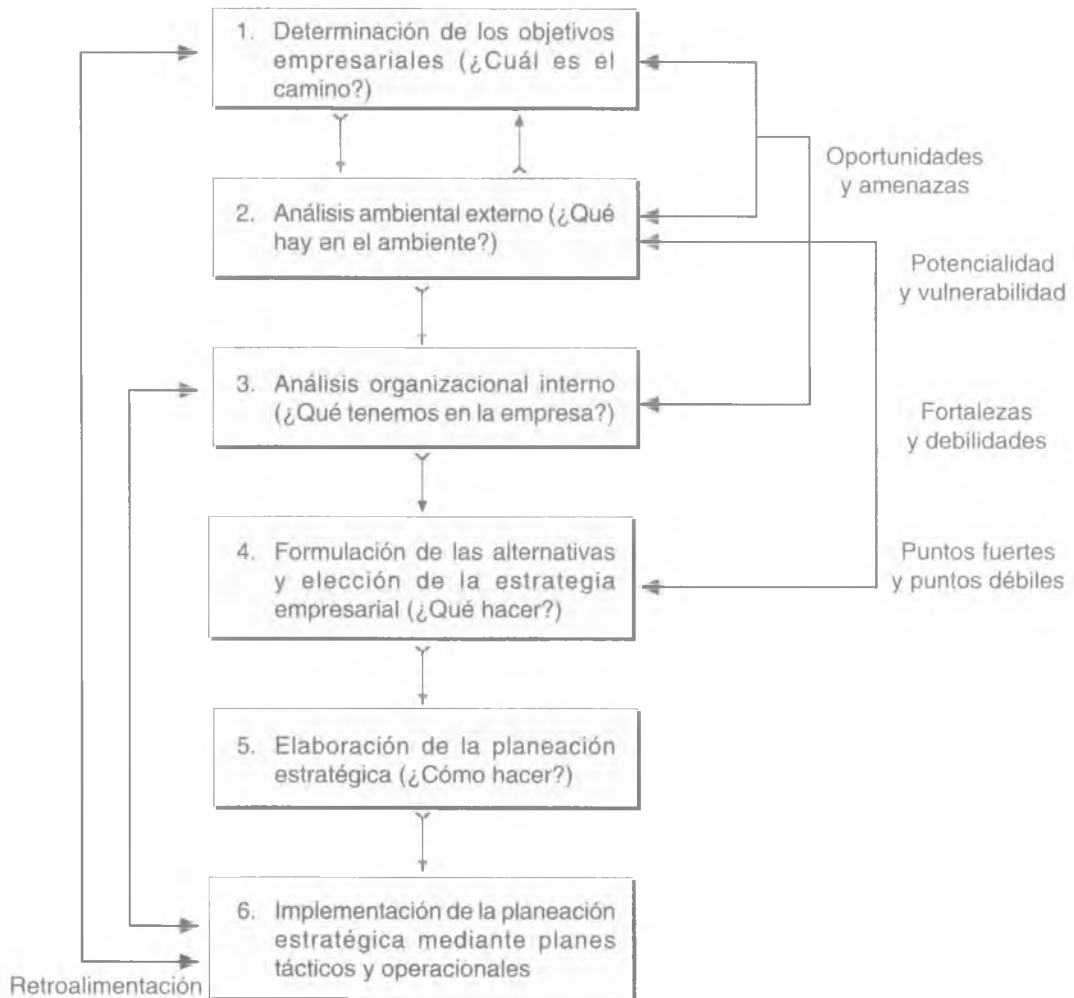 1. Determinación de los objetivos
empresariales (¿Cuál es el
camino?)
Oportunidades
y amenazas
2. Análisis ambiental externo (¿Qué
hay en el ambiente?)
Potencialidad
y vulnerabilidad
3. Análisis organizacional interno
(¿Qué tenemos en la empresa?)
Fortalezas
y debilidades
4. Formulación de las alternativas
y elección de la estrategia
empresarial (¿Qué hacer?)
Puntos fuertes
y puntos débiles
5. Elaboración de la planeación
estratégica (¿Cómo hacer?)
6. Implementación de la planeación
estratégica mediante planes
tácticos y operacionales
Retroalimentación